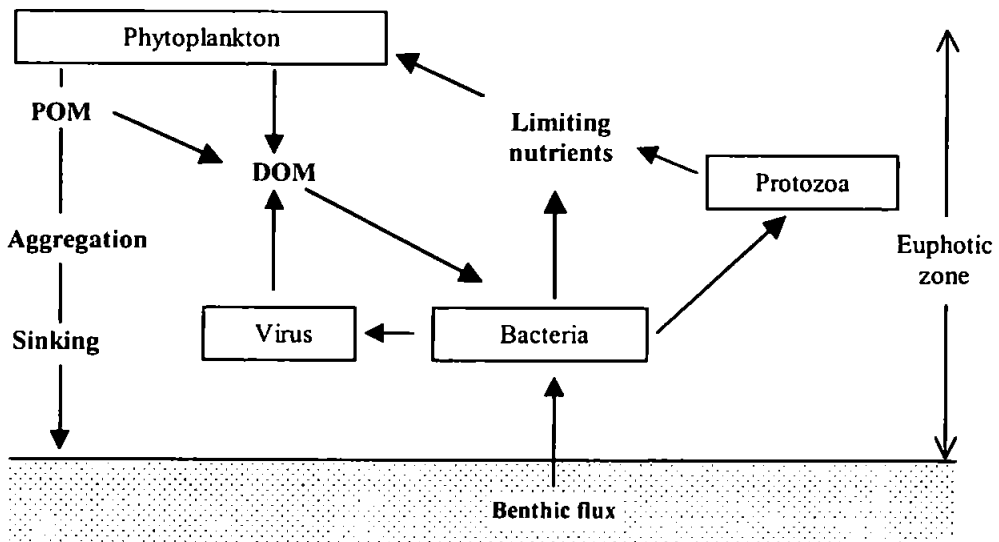 Phytoplankton
POM
Limiting
nutrients
DOM
Protozoa
Aggregation
Euphotic
zone
Sinking
Virus
Bacteria
Benthic flux